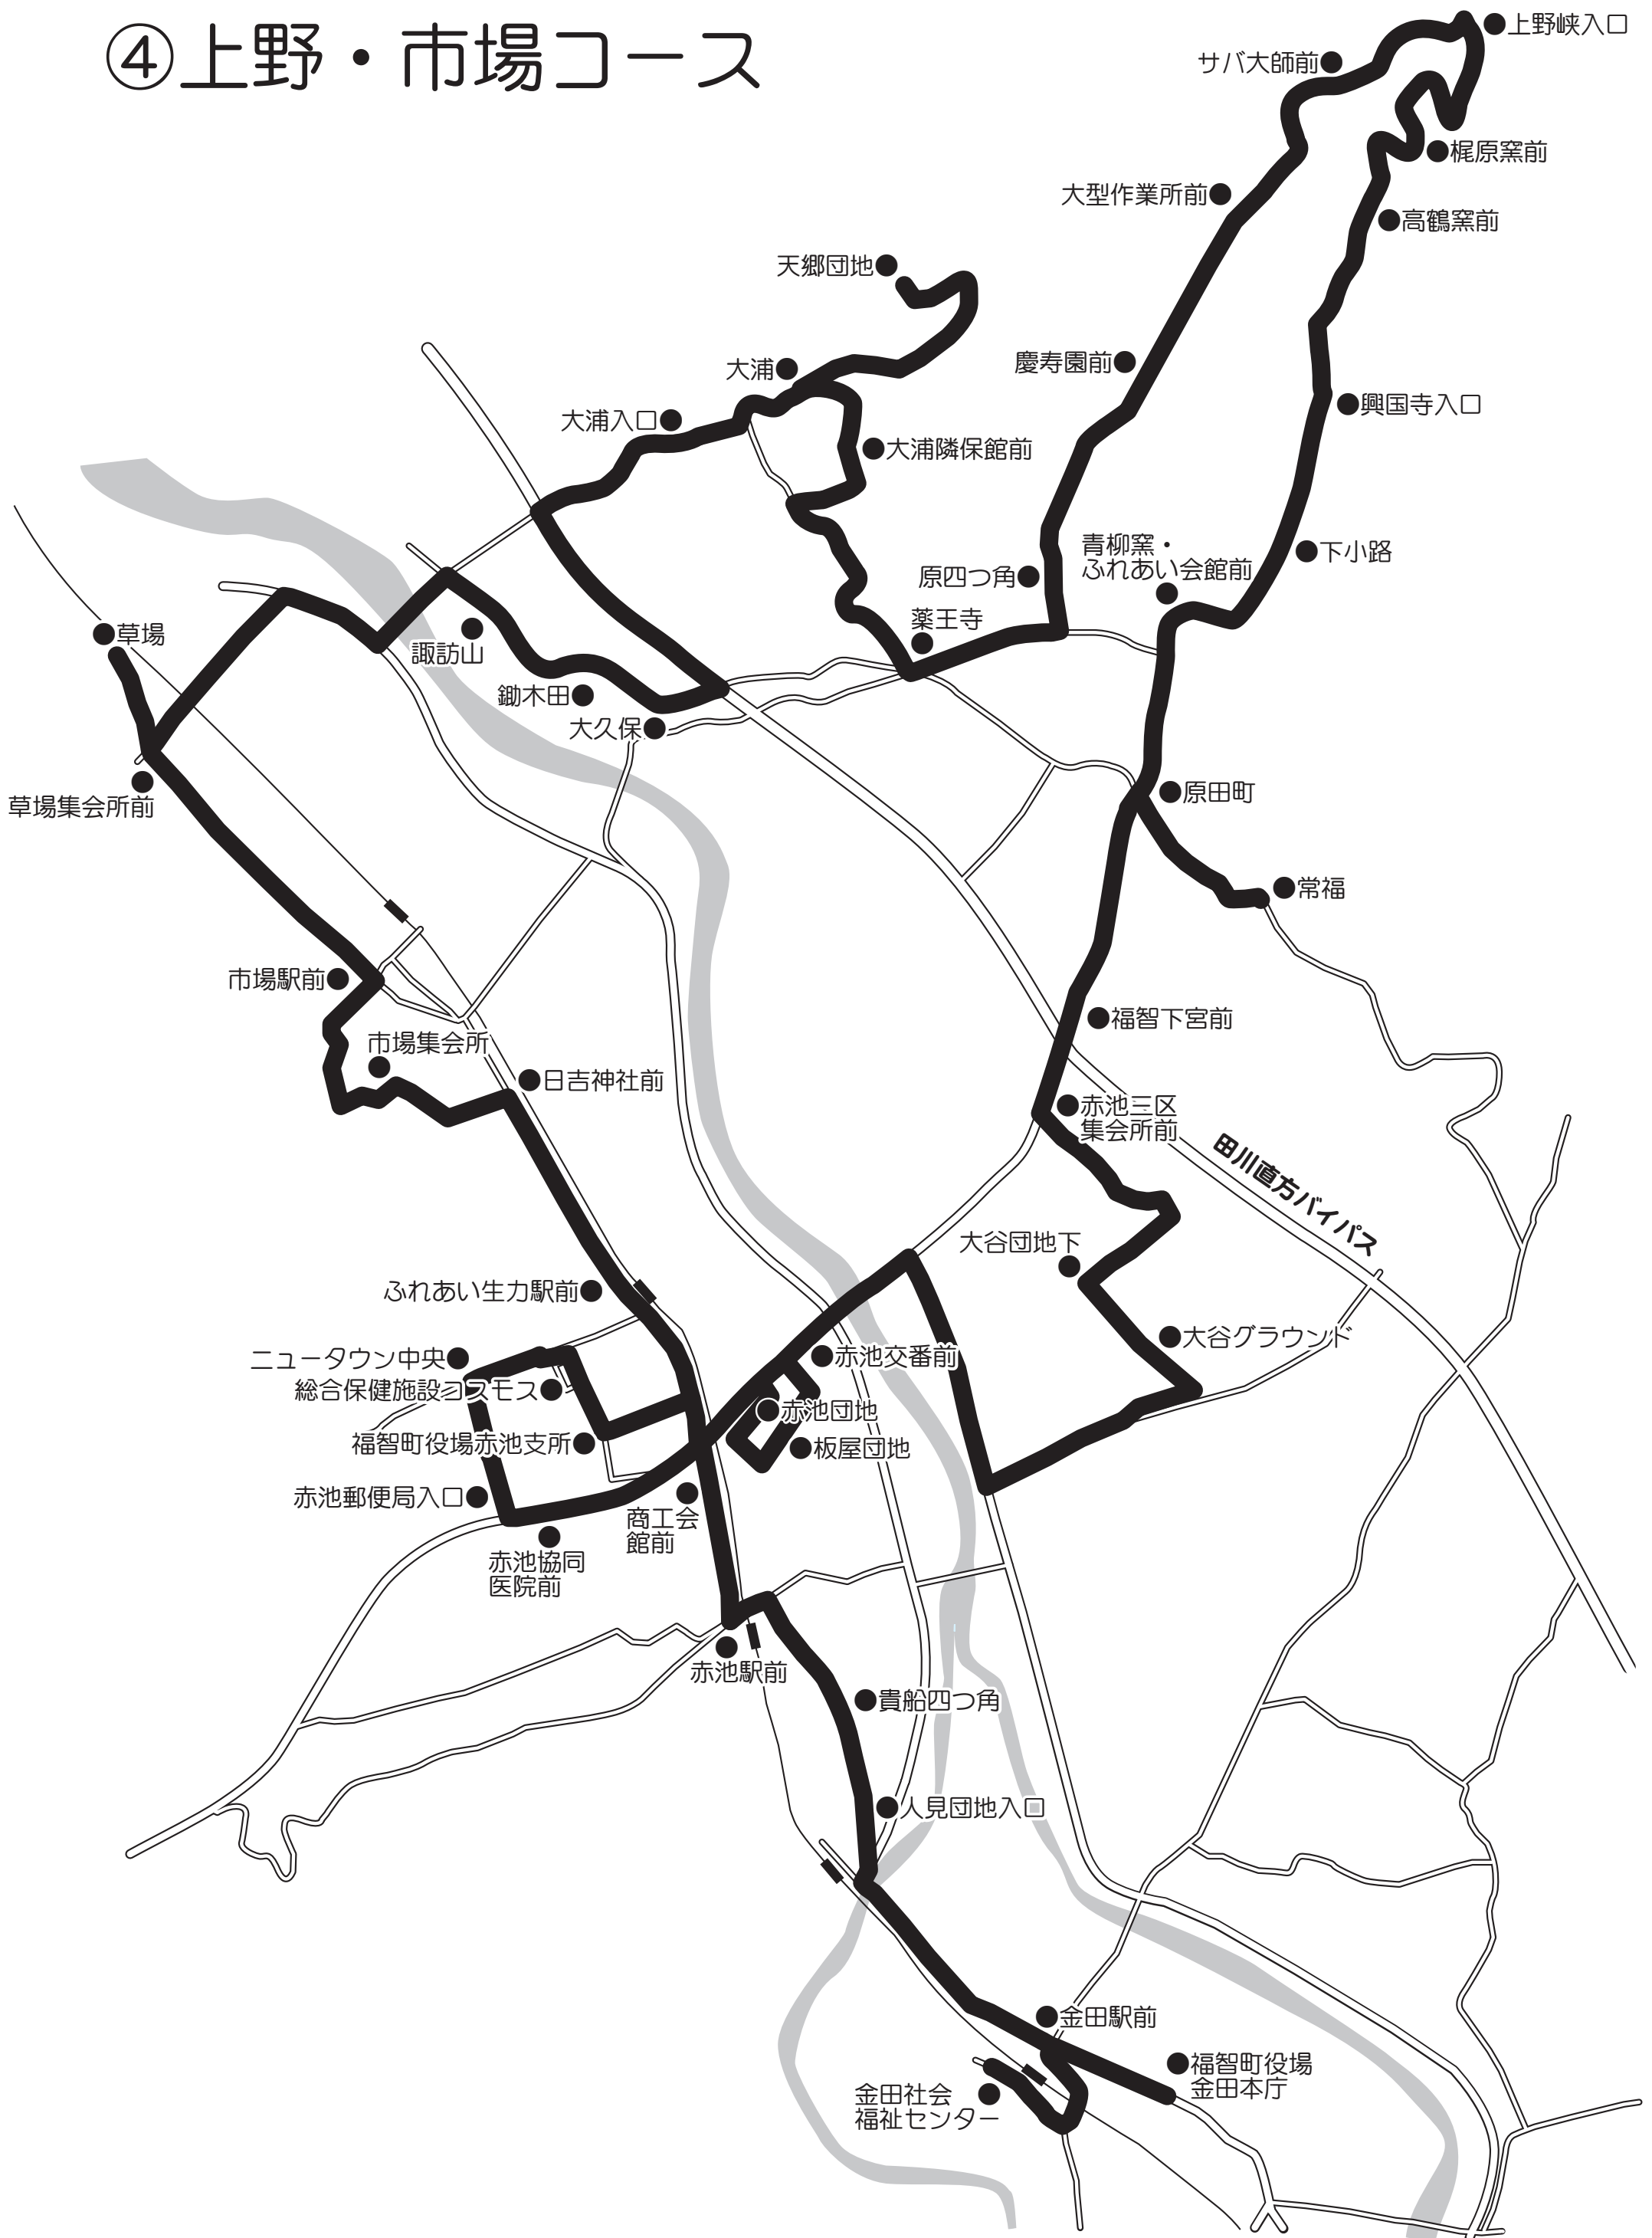 ④上野・市場コース
上野峡入口
サバ大師前
梶原窯前
大型作業所前
高鶴窯前
天郷団地
慶寿園前
大浦
興国寺入口
大浦入口
大浦隣保館前
青柳窯・
ふれあい会館前
下小路
原四つ角
薬王寺
草場
諏訪山
鋤木田
大久保
草場集会所前
原田町
常福
市場駅前
福智下宮前
市場集会所
日吉神社前
赤池三区
集会所前
田川直方バイパス
大谷団地下
ふれあい生力駅前
大谷グラウンド
ニュータウン中央
赤池交番前
総合保健施設コスモス
赤池団地
福智町役場赤池支所
板屋団地
赤池郵便局入口
商工会
館前
赤池協同
医院前
赤池駅前
貴船四つ角
人見団地入口
金田駅前
福智町役場
金田本庁
金田社会
福祉センター